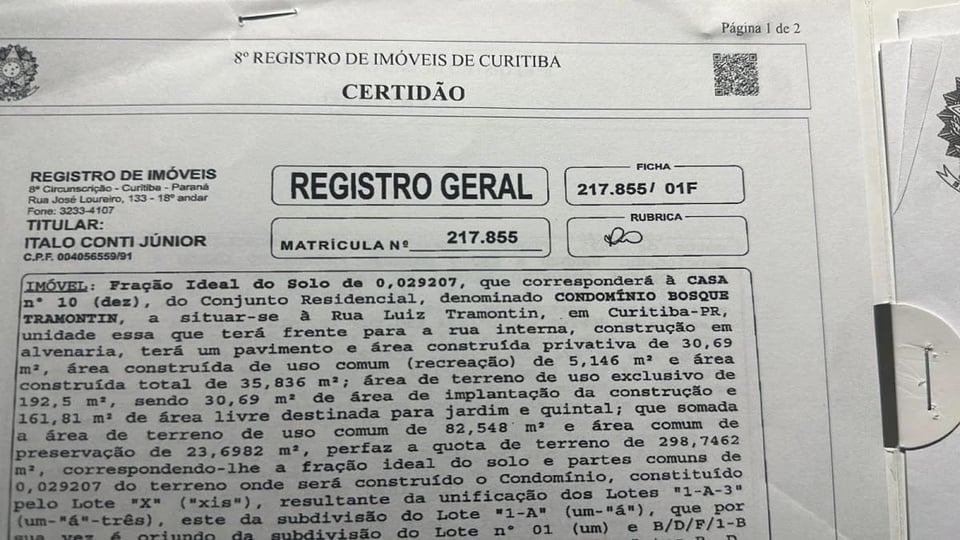 Página 1 de 2
8º REGISTRO DE IMÓVEIS DE CURITIBA
CERTIDÃO
REGISTRO DE IMÓVEIS
8ª Circunscrição - Curitiba - Paraná
Rua José Loureiro, 133 - 18º andar
Fone: 3233-4107
TITULAR:
ITALO CONTI JÚNIOR
C.P.F. 004056559/91
REGISTRO GERAL
MATRÍCULA Nº 217.855
FICHA
217.855/ 01F
RUBRICA
IMÓVEL: Fração Ideal do Solo de 0,029207, que corresponderá à CASA
n° 10 (dez), do Conjunto Residencial, denominado CONDOMÍNIO BOSQUE
TRAMONTIN, a situar-se à Rua Luiz Tramontin, em Curitiba-PR,
unidade essa que terá frente para a rua interna, construção em
alvenaria, terá um pavimento e área construída privativa de 30,69
m², área construída de uso comum (recreação) de 5,146 m² e área
construída total de 35,836 m²; área de terreno de uso exclusivo de
192,5 m², sendo 30,69 m² de área de implantação da construção e
161,81 m² de área livre destinada para jardim e quintal; que somada
a área de terreno de uso comum de 82,548 m² e área comum de
preservação de 23,6982 m², perfaz a quota de terreno de 298,7462
m², correspondendo-lhe a fração ideal do solo e partes comuns de
0,029207 do terreno onde será construído o Condomínio, constituído
pelo Lote "X" ("xis"), resultante da unificação dos Lotes "1-A-3"
(um-"á"-três), este da subdivisão do Lote "1-A" (um-"á"), que por
sua vez é oriundo da subdivisão do Lote n° 01 (um) e B/D/F/1-B